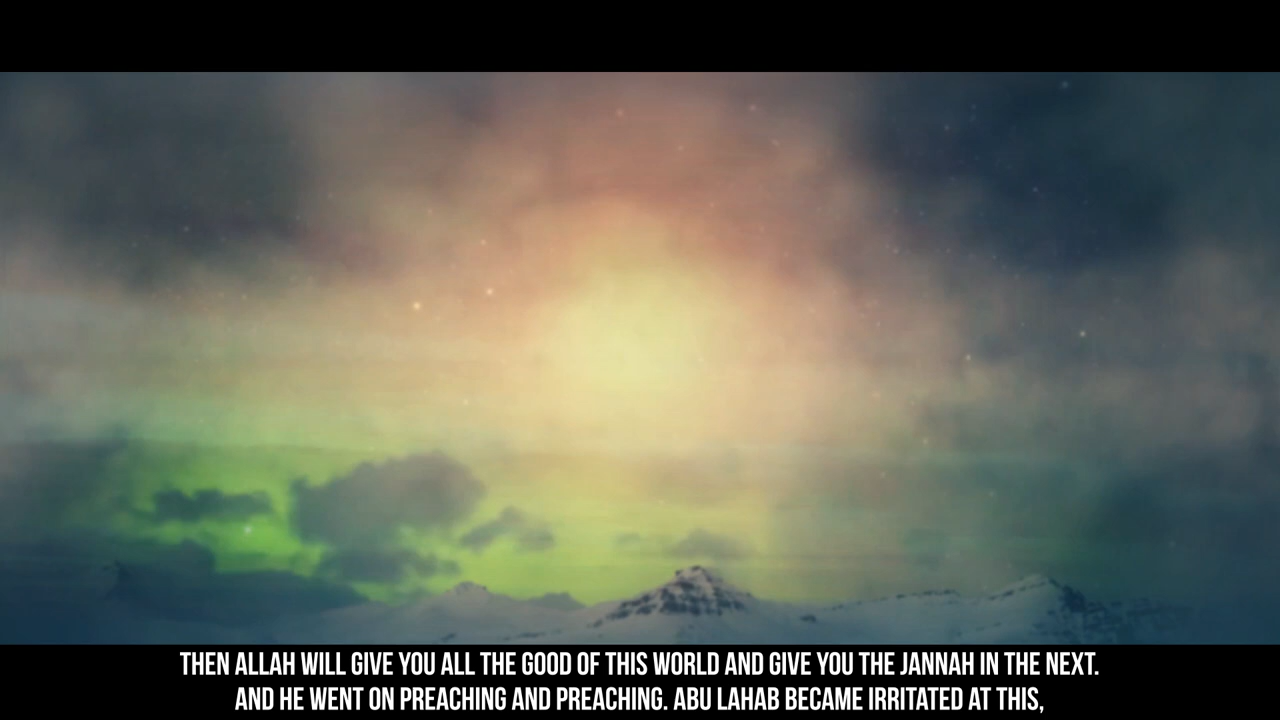 THEN ALLAH WILL GIVE YOU ALL THE GOOD OF THIS WORLD AND GIVE YOU THE JANNAH IN THE NEXT.
AND HE WENT ON PREACHING AND PREACHING. ABU LAHAB BECAME IRRITATED AT THIS,